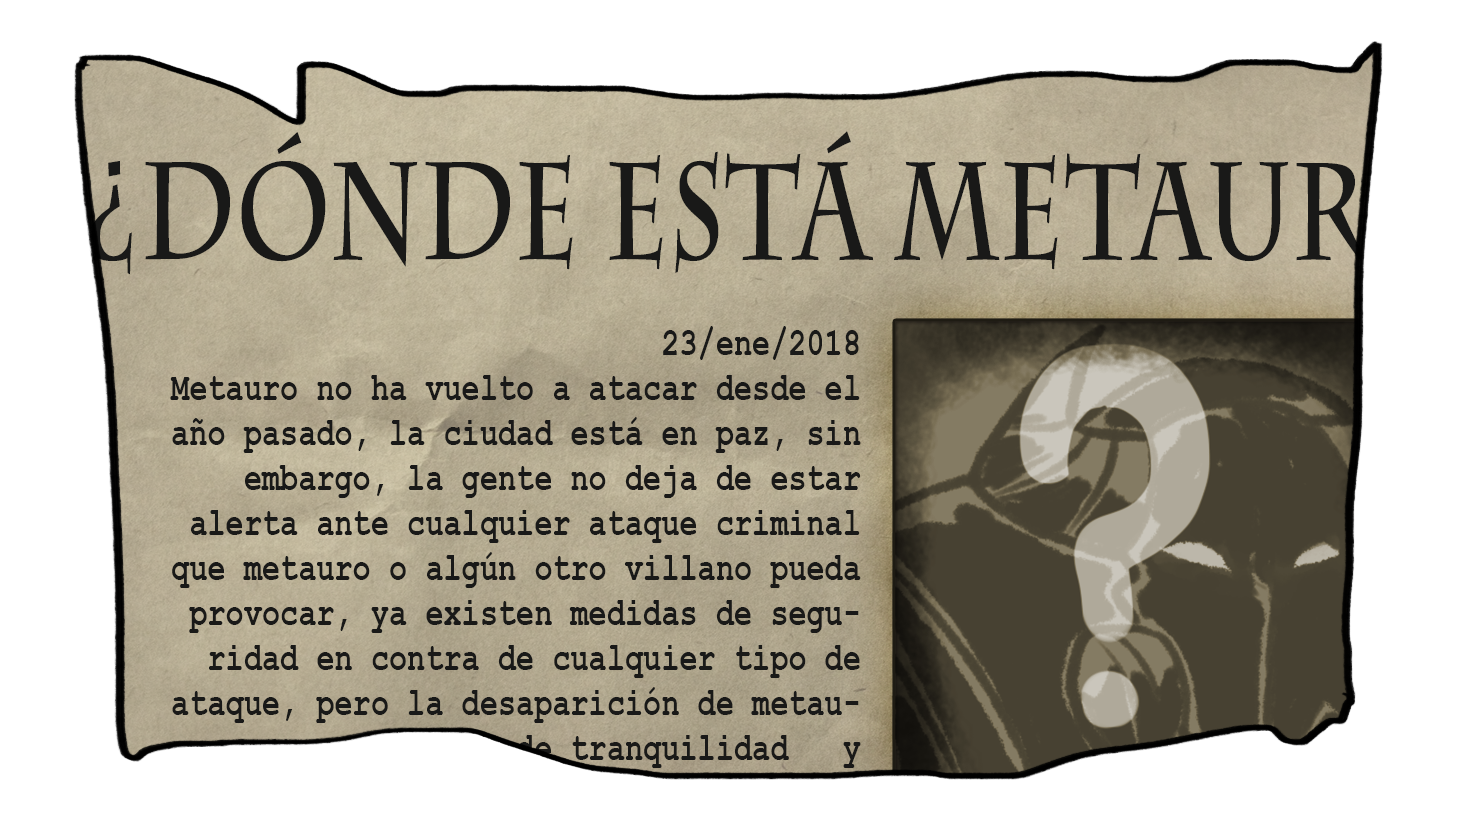 ¿DÓNDE ESTÁ METAUR
23/ene/2018
Metauro no ha vuelto a atacar desde el
año pasado, la ciudad está en paz, sin
embargo, la gente no deja de estar
alerta ante cualquier ataque criminal
que metauro o algún otro villano pueda
provocar, ya existen medidas de segu-
ridad en contra de cualquier tipo de
ataque, pero la desaparición de metau-
de tranquilidad y
?